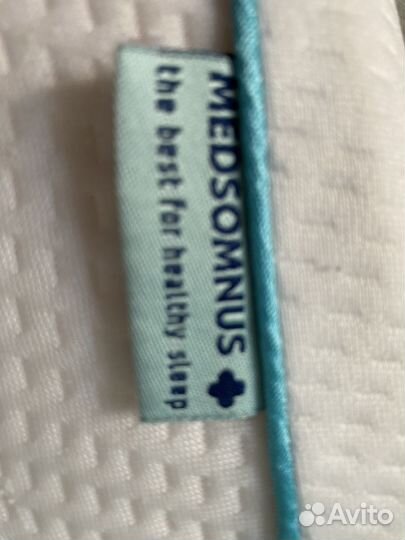 MEDSOMNUS
the best for healthy sleep
Avito